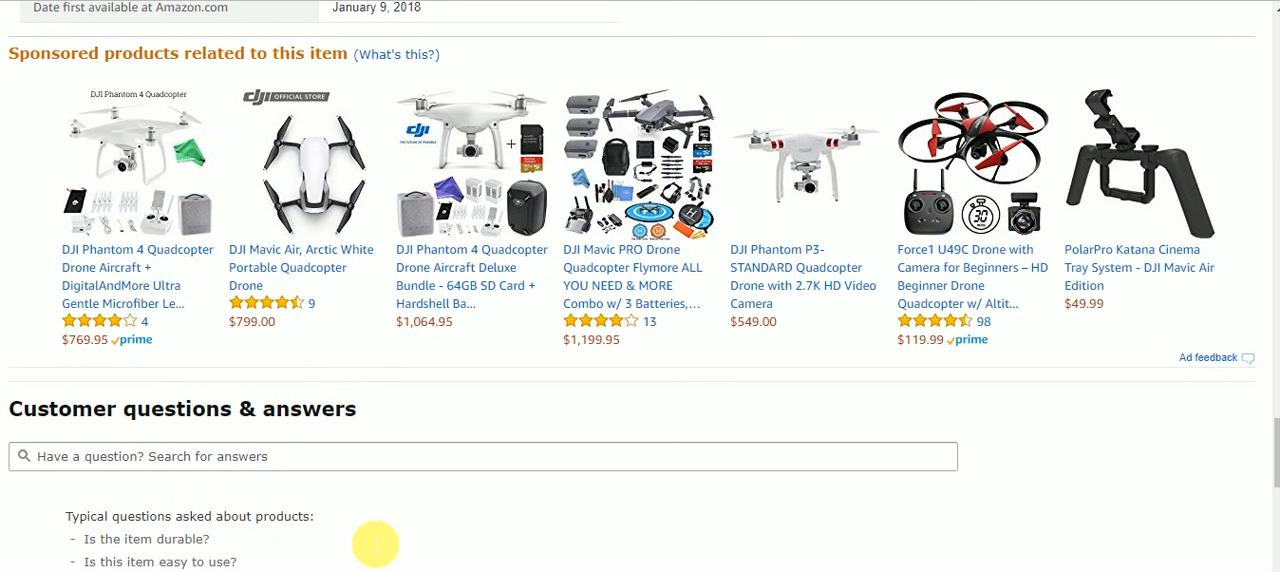 Date first available at Amazon.com January 9, 2018
Sponsored products related to this item (What's this?)
DJI Phantom 4 Quadcopter
dji OFFICIAL STORE
dji
THE FUTURE OF POSSIBLE
+
H
H
30
DJI Phantom 4 Quadcopter
Drone Aircraft +
DigitalAndMore Ultra
Gentle Microfiber Le...
4
$769.95 prime
DJI Mavic Air, Arctic White
Portable Quadcopter
Drone
9
$799.00
DJI Phantom 4 Quadcopter
Drone Aircraft Deluxe
Bundle - 64GB SD Card +
Hardshell Ba...
$1,064.95
DJI Mavic PRO Drone
Quadcopter Flymore ALL
YOU NEED & MORE
Combo w/ 3 Batteries,...
13
$1,199.95
DJI Phantom P3-
STANDARD Quadcopter
Drone with 2.7K HD Video
Camera
$549.00
Force1 U49C Drone with
Camera for Beginners – HD
Beginner Drone
Quadcopter w/ Altit...
98
$119.99 prime
PolarPro Katana Cinema
Tray System - DJI Mavic Air
Edition
$49.99
Ad feedback
Customer questions & answers
Have a question? Search for answers
Typical questions asked about products:
- Is the item durable?
- Is this item easy to use?